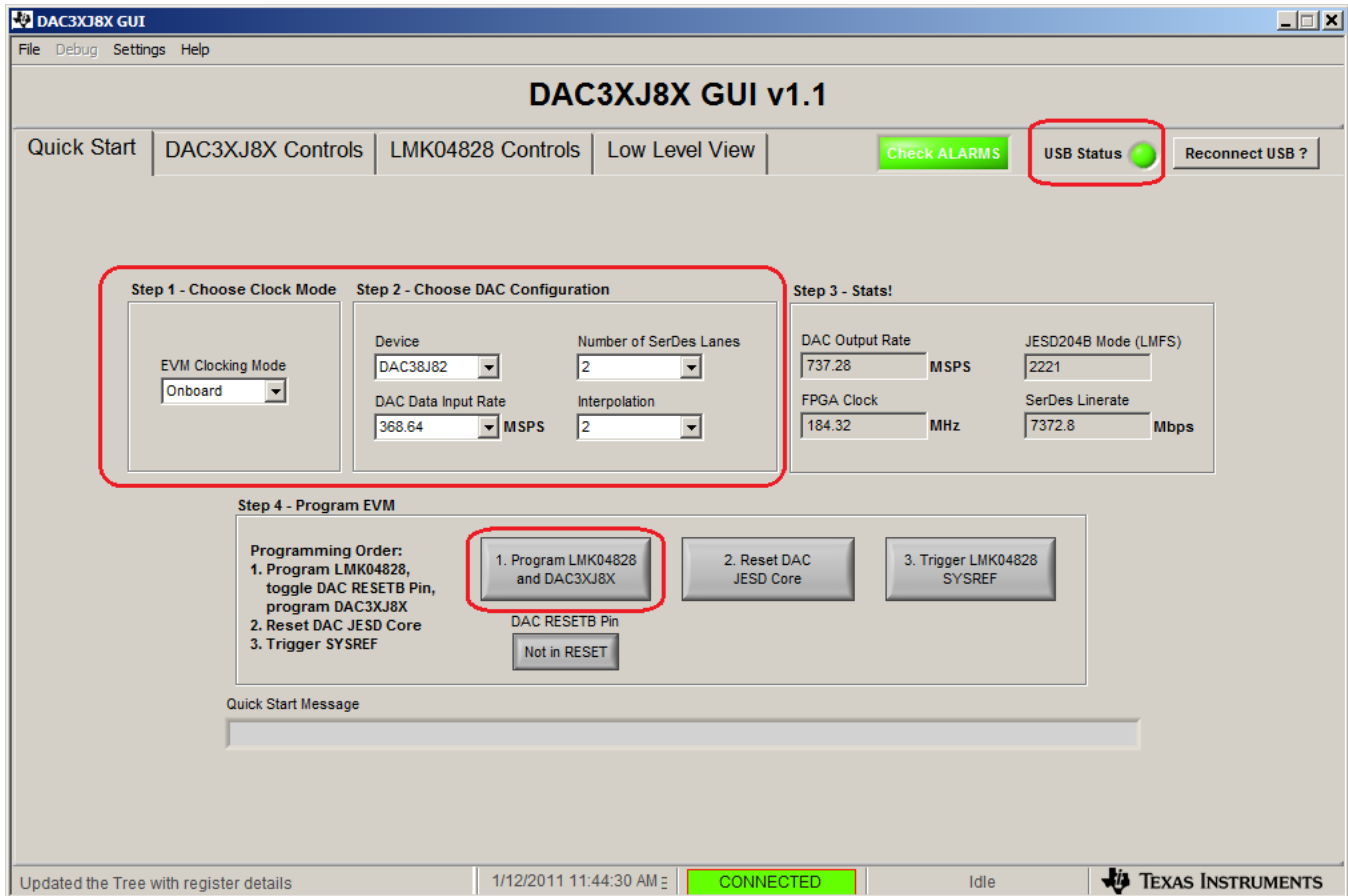 DAC3XJ8X GUI
File Debug Settings Help
DAC3XJ8X GUI v1.1
Quick Start DAC3XJ8X Controls LMK04828 Controls Low Level View Check ALARMS USB Status Reconnect USB ?
Step 1 - Choose Clock Mode
EVM Clocking Mode
Onboard
Step 2 - Choose DAC Configuration
Device Number of SerDes Lanes
DAC38J82 2
DAC Data Input Rate Interpolation
368.64 MSPS 2
Step 3 - Stats!
DAC Output Rate JESD204B Mode (LMFS)
737.28 MSPS 2221
FPGA Clock SerDes Linerate
184.32 MHz 7372.8 Mbps
Step 4 - Program EVM
Programming Order:
1. Program LMK04828,
toggle DAC RESETB Pin,
program DAC3XJ8X
2. Reset DAC JESD Core
3. Trigger SYSREF
1. Program LMK04828
and DAC3XJ8X
2. Reset DAC
JESD Core
3. Trigger LMK04828
SYSREF
DAC RESETB Pin
Not in RESET
Quick Start Message
Updated the Tree with register details 1/12/2011 11:44:30 AM CONNECTED Idle TEXAS INSTRUMENTS